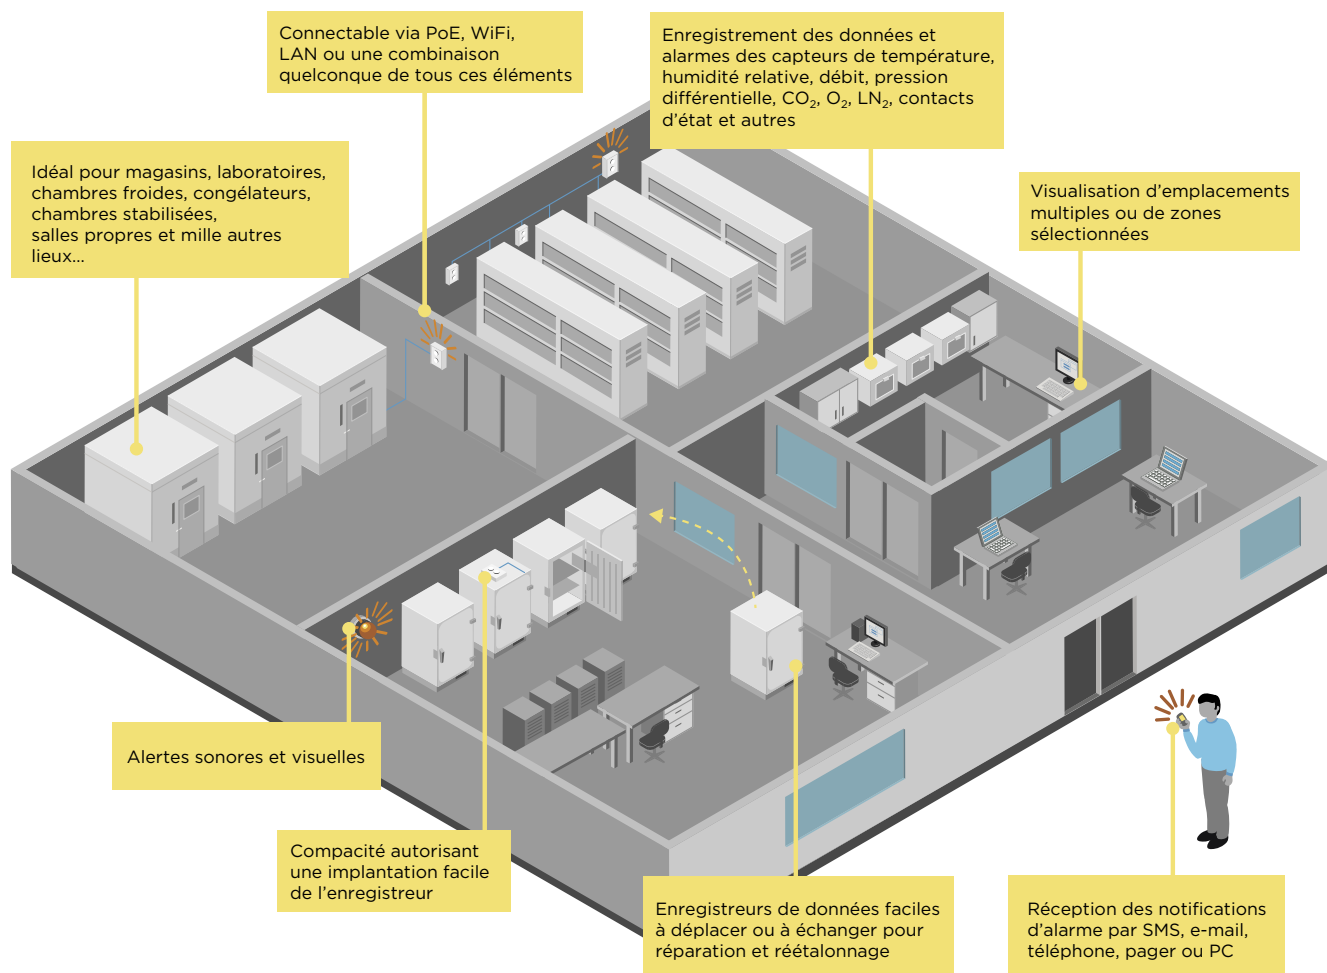 Connectable via PoE, WiFi,
LAN ou une combinaison
quelconque de tous ces éléments
Enregistrement des données et
alarmes des capteurs de température,
humidité relative, débit, pression
différentielle, CO₂, O₂, LN₂, contacts
d’état et autres
Idéal pour magasins, laboratoires,
chambres froides, congélateurs,
chambres stabilisées,
salles propres et mille autres
lieux...
Visualisation d’emplacements
multiples ou de zones
sélectionnées
Alertes sonores et visuelles
Compacité autorisant
une implantation facile
de l’enregistreur
Enregistreurs de données faciles
à déplacer ou à échanger pour
réparation et réétalonnage
Réception des notifications
d’alarme par SMS, e-mail,
téléphone, pager ou PC